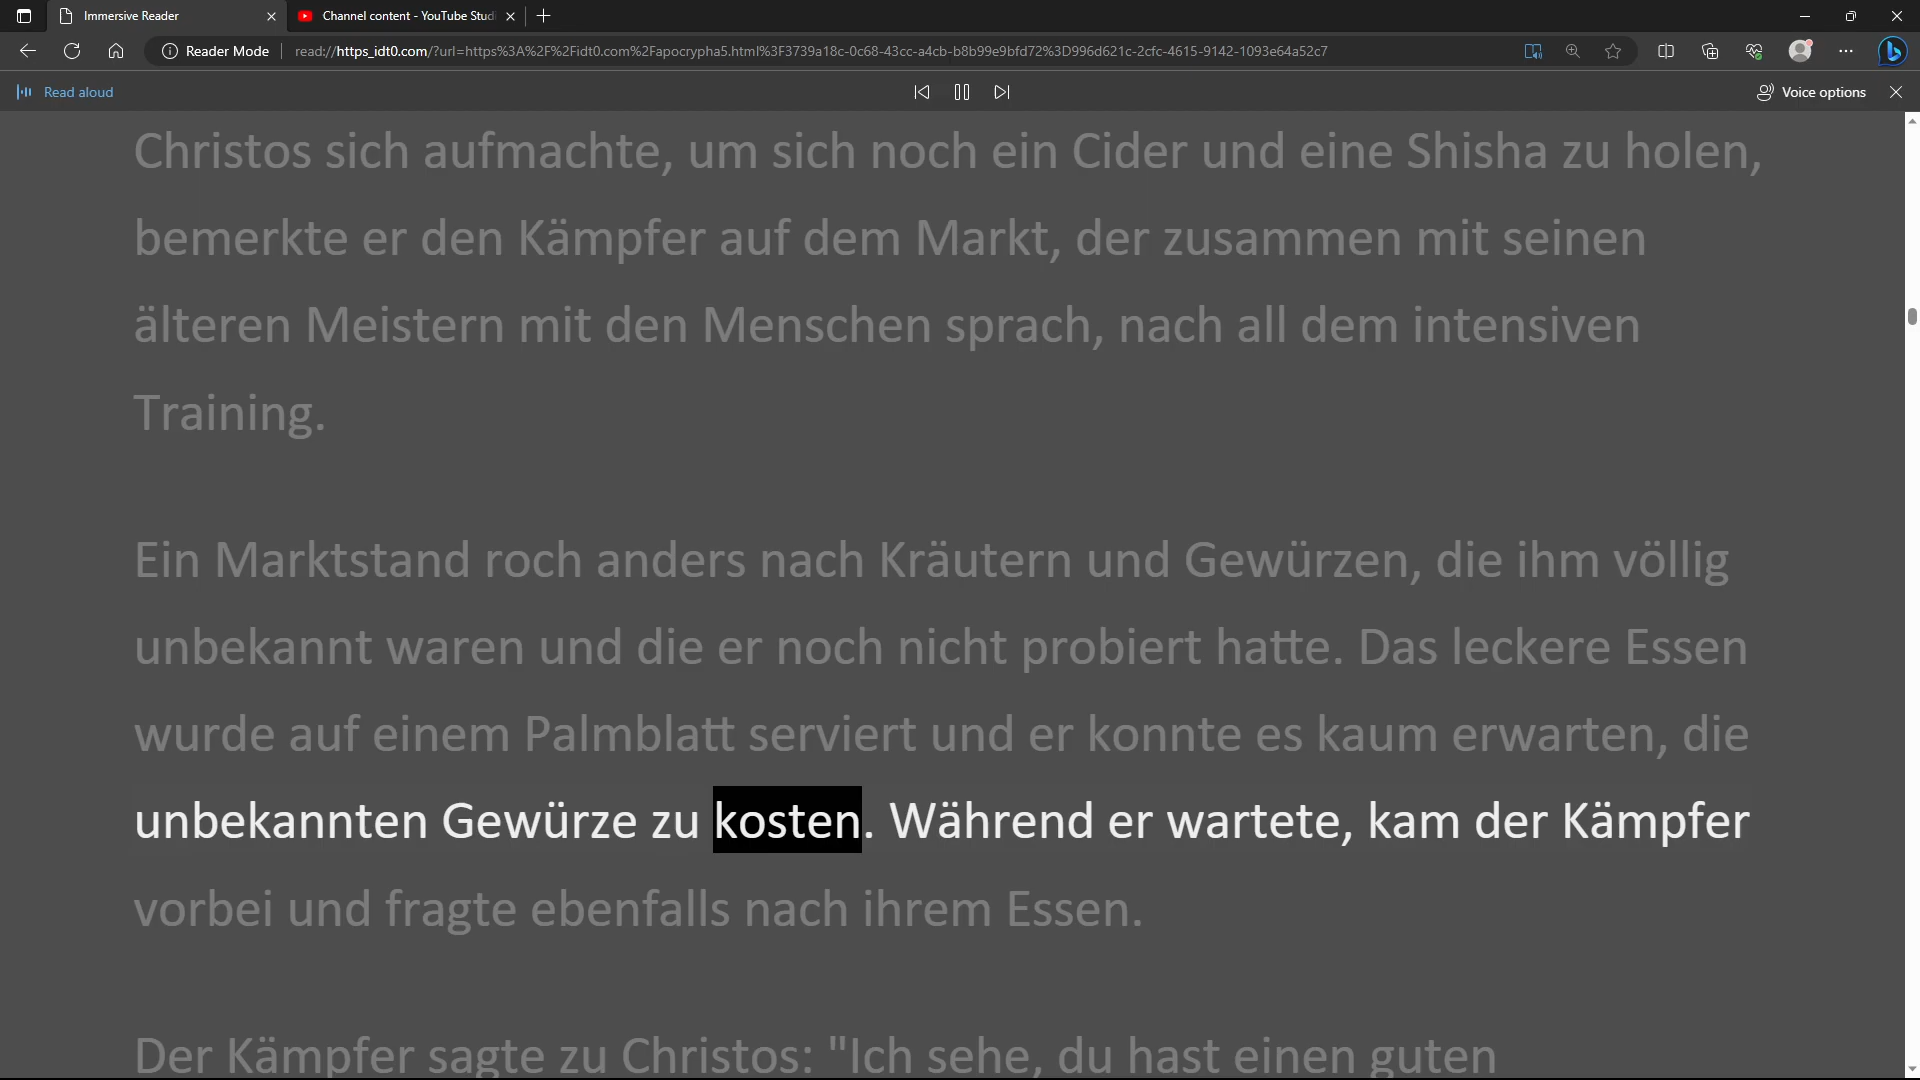 Immersive Reader
Channel content - YouTube Studi
Reader Mode
read://https_idt0.com/?url=https%3A%2F%2Fidt0.com%2Fapocrypha5.html%3F3739a18c-0c68-43cc-a4cb-b8b99e9bfd72%3D996d621c-2cfc-4615-9142-1093e64a52c7
Read aloud
Voice options
Christos sich aufmachte, um sich noch ein Cider und eine Shisha zu holen,
bemerkte er den Kämpfer auf dem Markt, der zusammen mit seinen
älteren Meistern mit den Menschen sprach, nach all dem intensiven
Training.
Ein Marktstand roch anders nach Kräutern und Gewürzen, die ihm völlig
unbekannt waren und die er noch nicht probiert hatte. Das leckere Essen
wurde auf einem Palmblatt serviert und er konnte es kaum erwarten, die
unbekannten Gewürze zu kosten. Während er wartete, kam der Kämpfer
vorbei und fragte ebenfalls nach ihrem Essen.
Der Kämpfer sagte zu Christos: "Ich sehe, du hast einen guten